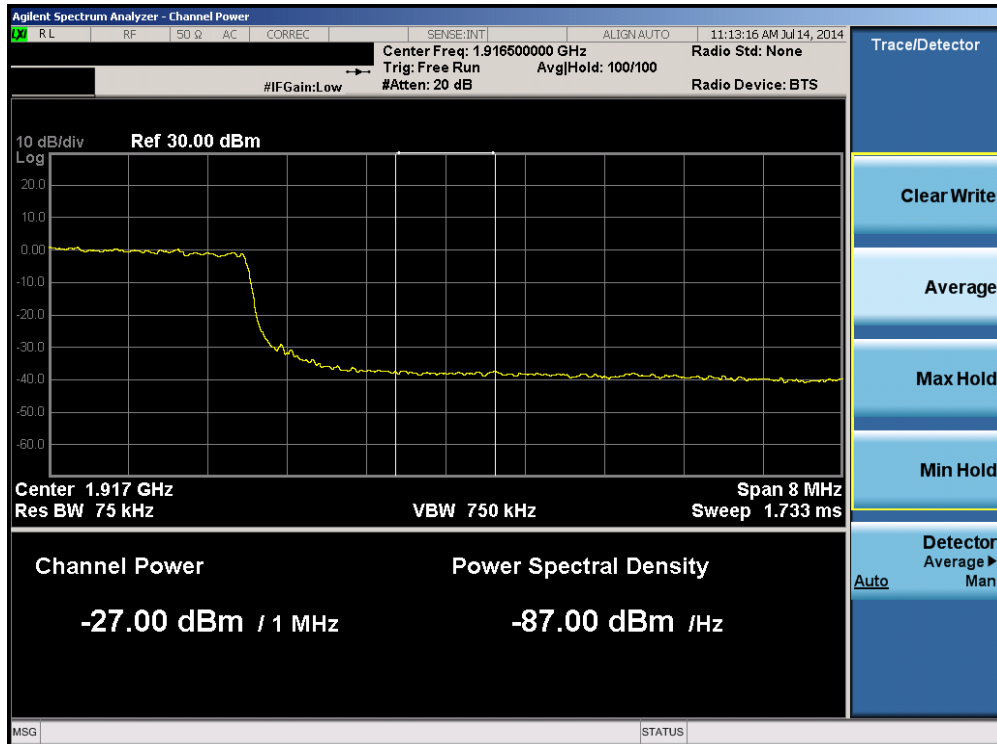 Agilent Spectrum Analyzer - Channel Power
LXI RL RF 50 Ω AC CORREC SENSE:INT ALIGN AUTO 11:13:16 AM Jul 14, 2014
Center Freq: 1.916500000 GHz Radio Std: None
Trig: Free Run Avg|Hold: 100/100
#IFGain:Low #Atten: 20 dB Radio Device: BTS
10 dB/div Ref 30.00 dBm
Log
20.0
10.0
0.00
-10.0
-20.0
-30.0
-40.0
-50.0
-60.0
Center 1.917 GHz Span 8 MHz
Res BW 75 kHz VBW 750 kHz Sweep 1.733 ms
Channel Power Power Spectral Density
-27.00 dBm / 1 MHz -87.00 dBm /Hz
MSG STATUS
Trace/Detector
Clear Write
Average
Max Hold
Min Hold
Detector
Average▶
Auto Man